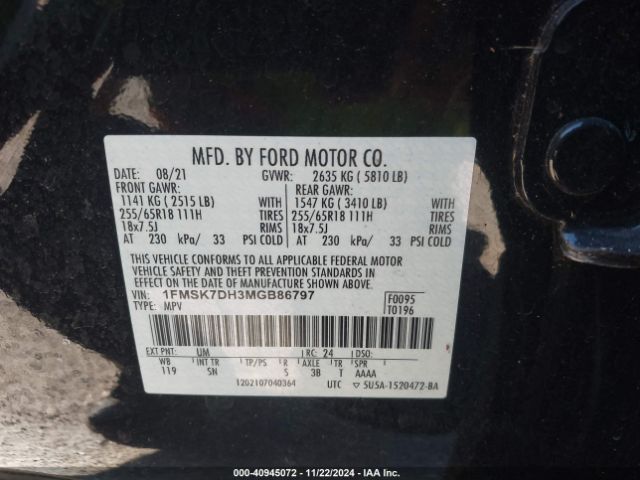 MFD. BY FORD MOTOR CO.
DATE: 08/21 GVWR: 2635 KG ( 5810 LB)
FRONT GAWR: REAR GAWR:
1141 KG ( 2515 LB) WITH 1547 KG ( 3410 LB) WITH
255/65R18 111H TIRES 255/65R18 111H TIRES
18x7.5J RIMS 18x7.5J RIMS
AT 230 kPa/ 33 PSI COLD AT 230 kPa/ 33 PSI COLD
THIS VEHICLE CONFORMS TO ALL APPLICABLE FEDERAL MOTOR
VEHICLE SAFETY AND THEFT PREVENTION STANDARDS IN
EFFECT ON THE DATE OF MANUFACTURE SHOWN ABOVE.
VIN: 1FMSK7DH3MGB86797 F0095
TYPE: MPV T0196
EXT PNT: UM RC: 24 DSO:
WB INT TR TP/PS R AXLE TR SPR
119 SN S 3B T AAAA
1202107040364 UTC ▽ 5U5A-1520472-BA
000-40945072 — 11/22/2024 — IAA Inc.